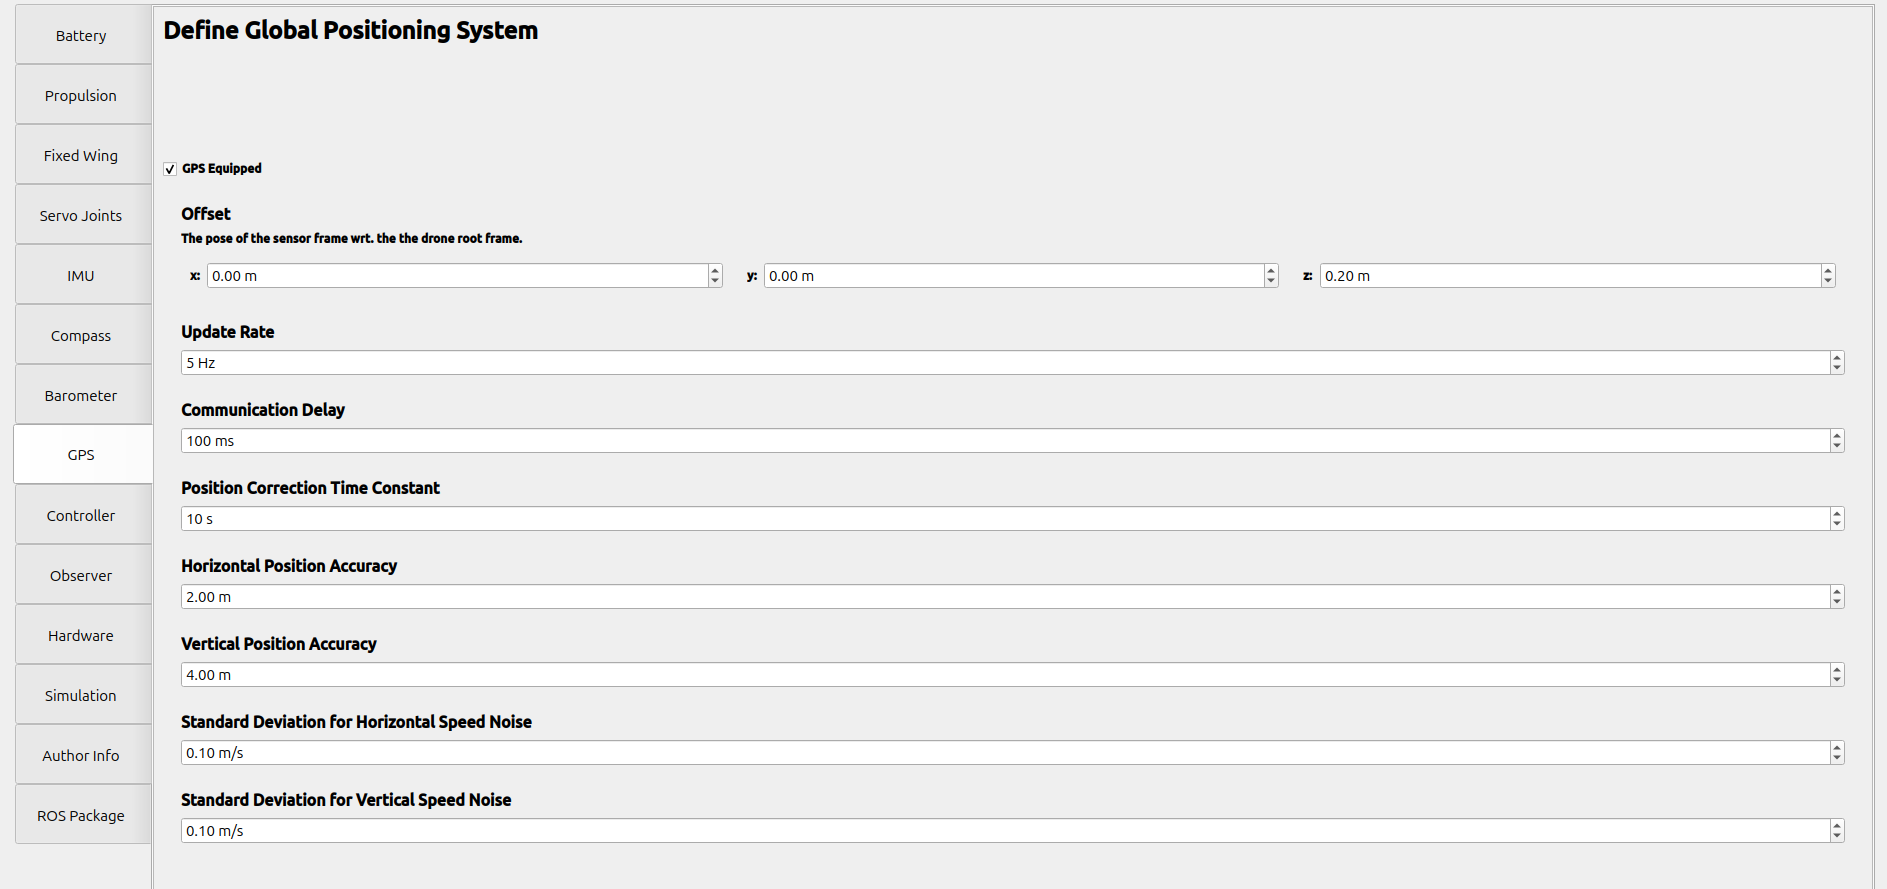 Battery
Propulsion
Fixed Wing
Servo Joints
IMU
Compass
Barometer
GPS
Controller
Observer
Hardware
Simulation
Author Info
ROS Package
Define Global Positioning System
GPS Equipped
Offset
The pose of the sensor frame wrt. the the drone root frame.
x: 0.00 m y: 0.00 m z: 0.20 m
Update Rate
5 Hz
Communication Delay
100 ms
Position Correction Time Constant
10 s
Horizontal Position Accuracy
2.00 m
Vertical Position Accuracy
4.00 m
Standard Deviation for Horizontal Speed Noise
0.10 m/s
Standard Deviation for Vertical Speed Noise
0.10 m/s